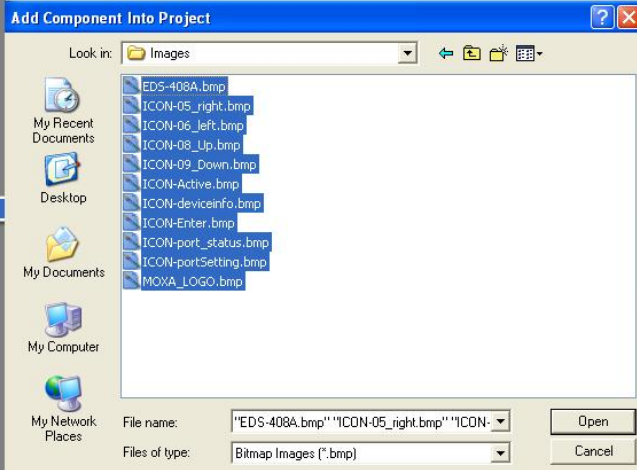 Add Component Into Project
Look in: Images
My Recent
Documents
Desktop
My Documents
My Computer
My Network
Places
EDS-408A.bmp
ICON-05_right.bmp
ICON-06_left.bmp
ICON-08_Up.bmp
ICON-09_Down.bmp
ICON-Active.bmp
ICON-deviceinfo.bmp
ICON-Enter.bmp
ICON-port_status.bmp
ICON-portSetting.bmp
MOXA_LOGO.bmp
File name: "EDS-408A.bmp" "ICON-05_right.bmp" "ICON- Open
Files of type: Bitmap Images (*.bmp) Cancel